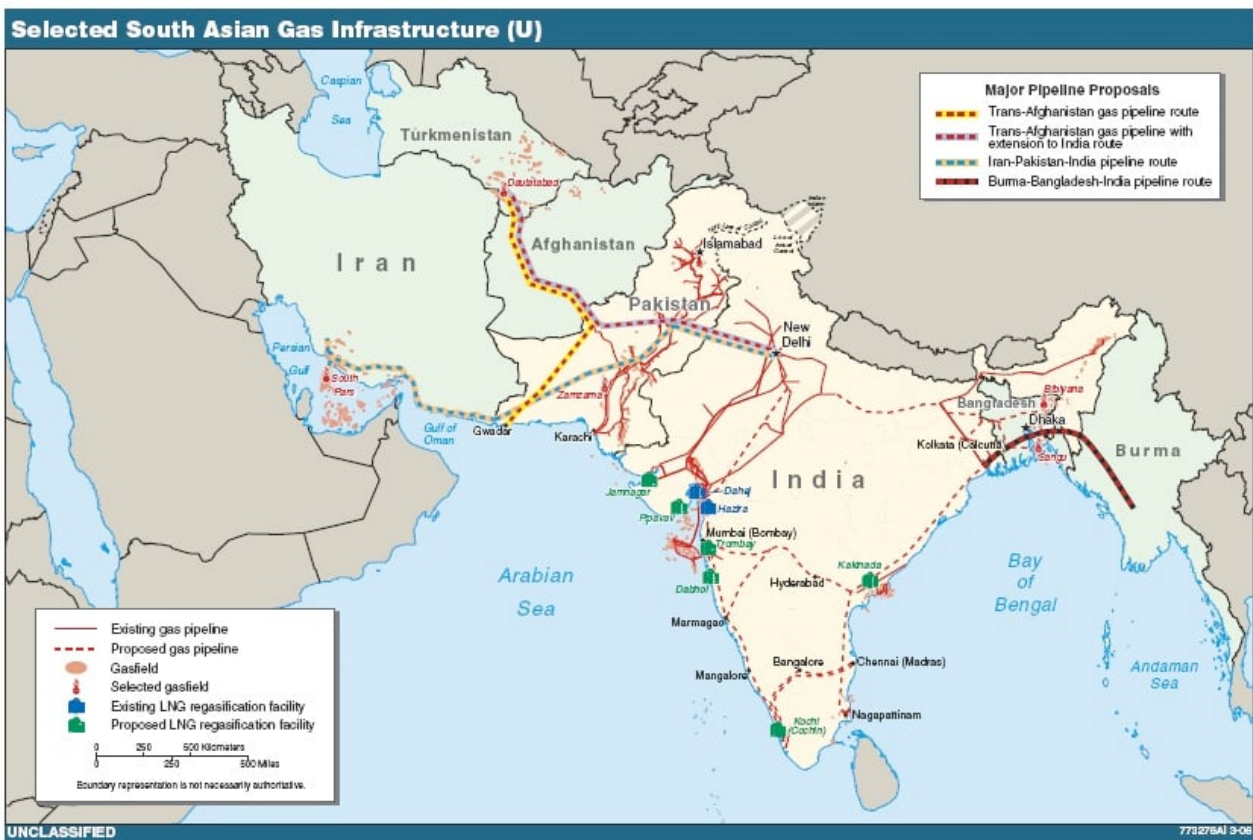 Selected South Asian Gas Infrastructure (U)
Major Pipeline Proposals
Trans-Afghanistan gas pipeline route
Trans-Afghanistan gas pipeline with
extension to India route
Iran-Pakistan-India pipeline route
Burma-Bangladesh-India pipeline route
Caspian
Sea
Turkmenistan
Dauletabad
Afghanistan
Iran
Islamabad
Pakistan
New
Delhi
Persian
Gulf
South
Pars
Zamzama
Gulf of
Oman
Gwadar
Karachi
Bangladesh
Bibiyana
Dhaka
Kolkata (Calcutta)
Sangu
Burma
India
Jamnagar
Dahej
Pipavav
Hazira
Mumbai (Bombay)
Trombay
Dabhol
Hyderabad
Kakinada
Arabian
Sea
Bay
of
Bengal
Marmagao
Mangalore
Bangalore
Chennai (Madras)
Andaman
Sea
Nagapattinam
Kochi
(Cochin)
Existing gas pipeline
Proposed gas pipeline
Gasfield
Selected gasfield
Existing LNG regasification facility
Proposed LNG regasification facility
0 250 500 Kilometers
0 250 500 Miles
Boundary representation is not necessarily authoritative.
UNCLASSIFIED